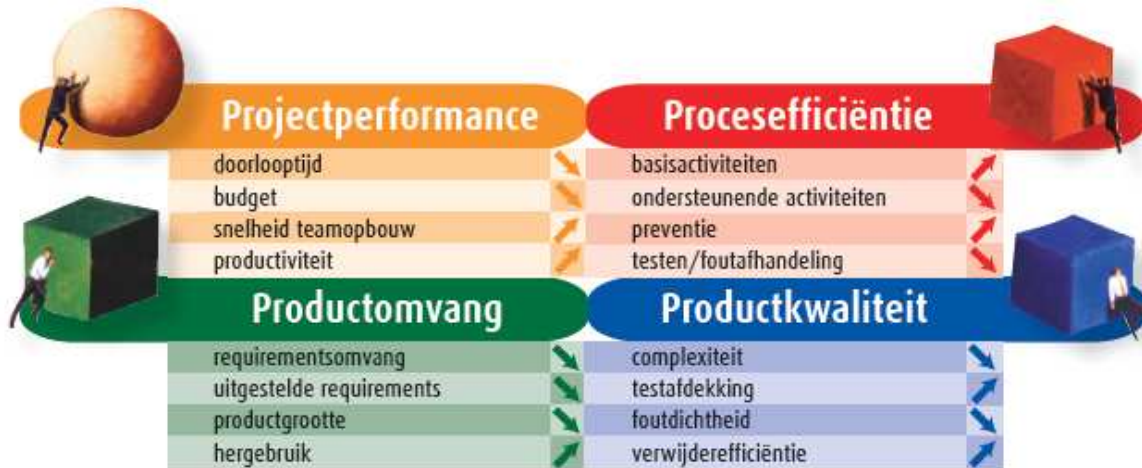 Projectperformance
doorlooptijd
budget
snelheid teamopbouw
productiviteit
Procesefficiëntie
basisactiviteiten
ondersteunende activiteiten
preventie
testen/foutafhandeling
Productomvang
requirementsomvang
uitgestelde requirements
productgrootte
hergebruik
Productkwaliteit
complexiteit
testafdekking
foutdichtheid
verwijderefficiëntie